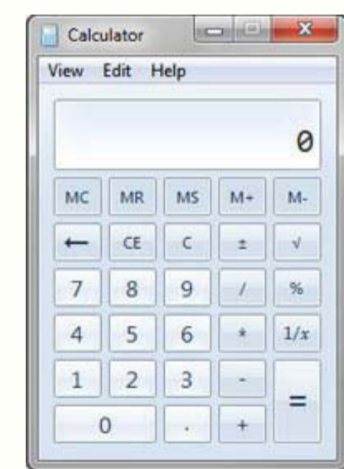 Calculator
View Edit Help
0
MC MR MS M+ M-
← CE C ± √
7 8 9 / %
4 5 6 * 1/x
1 2 3 - =
0 . +